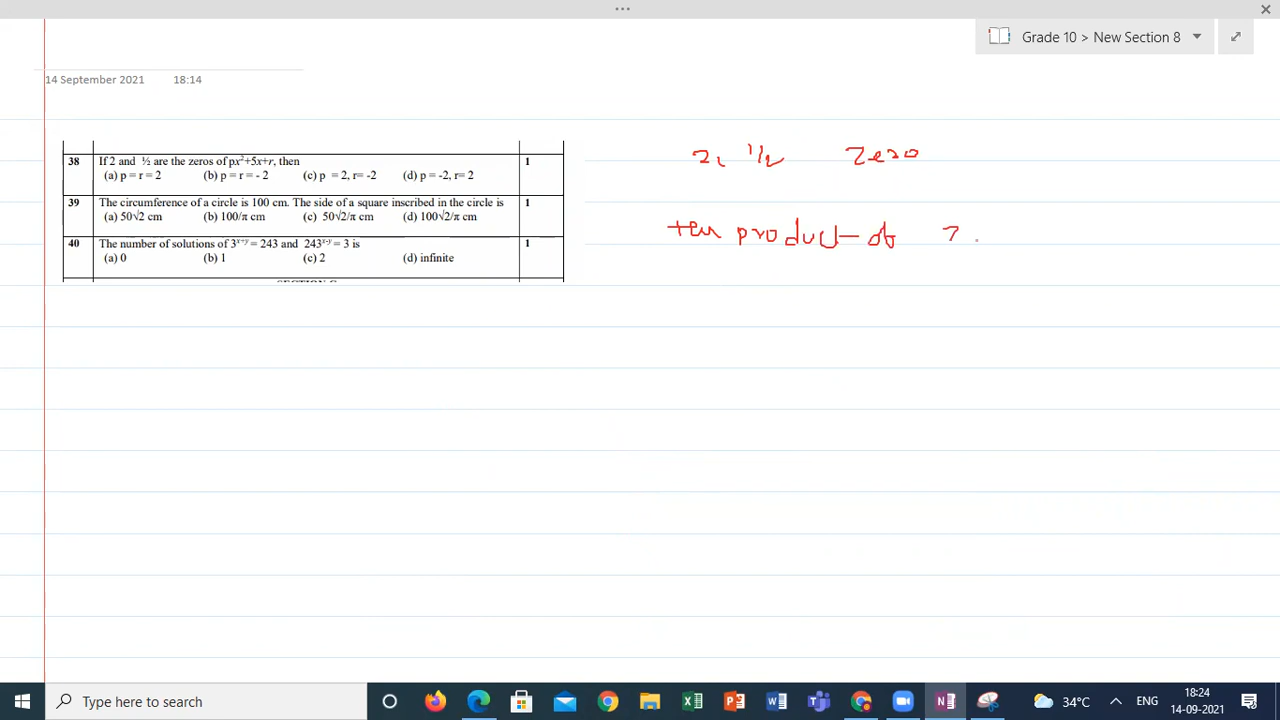 Grade 10 > New Section 8
14 September 2021 18:14
38 If 2 and ½ are the zeros of px²+5x+r, then 1
(a) p = r = 2 (b) p = r = - 2 (c) p = 2, r= -2 (d) p = -2, r= 2
39 The circumference of a circle is 100 cm. The side of a square inscribed in the circle is 1
(a) 50√2 cm (b) 100/π cm (c) 50√2/π cm (d) 100√2/π cm
40 The number of solutions of 3ˣ⁺ʸ = 243 and 243ˣ⁻ʸ = 3 is 1
(a) 0 (b) 1 (c) 2 (d) infinite
2, 1/2 Zero
product of
Type here to search
34°C ENG 18:24
14-09-2021